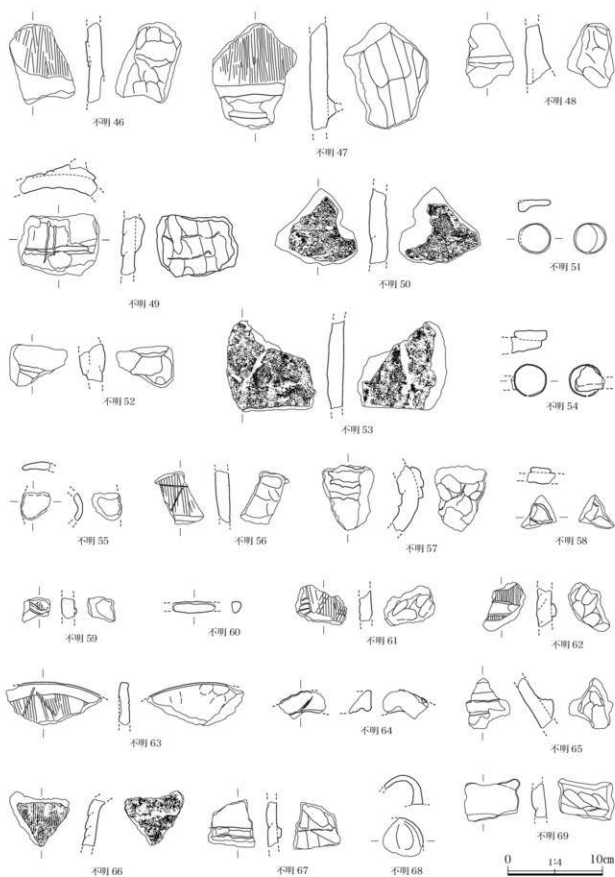 不明 46
不明 47
不明 48
不明 49
不明 50
不明 51
不明 52
不明 53
不明 54
不明 55
不明 56
不明 57
不明 58
不明 59
不明 60
不明 61
不明 62
不明 63
不明 64
不明 65
不明 66
不明 67
不明 68
不明 69
0 1:4 10cm